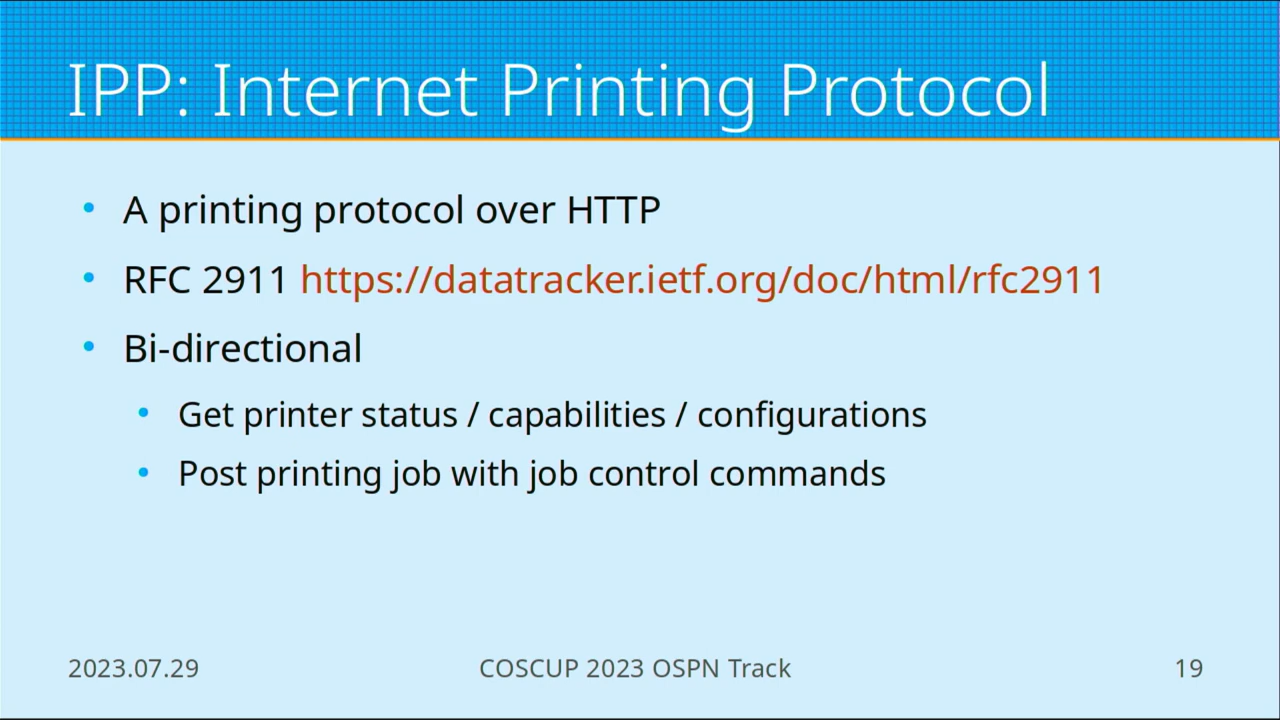 IPP: Internet Printing Protocol
A printing protocol over HTTP
RFC 2911 https://datatracker.ietf.org/doc/html/rfc2911
Bi-directional
Get printer status / capabilities / configurations
Post printing job with job control commands
2023.07.29
COSCUP 2023 OSPN Track
19